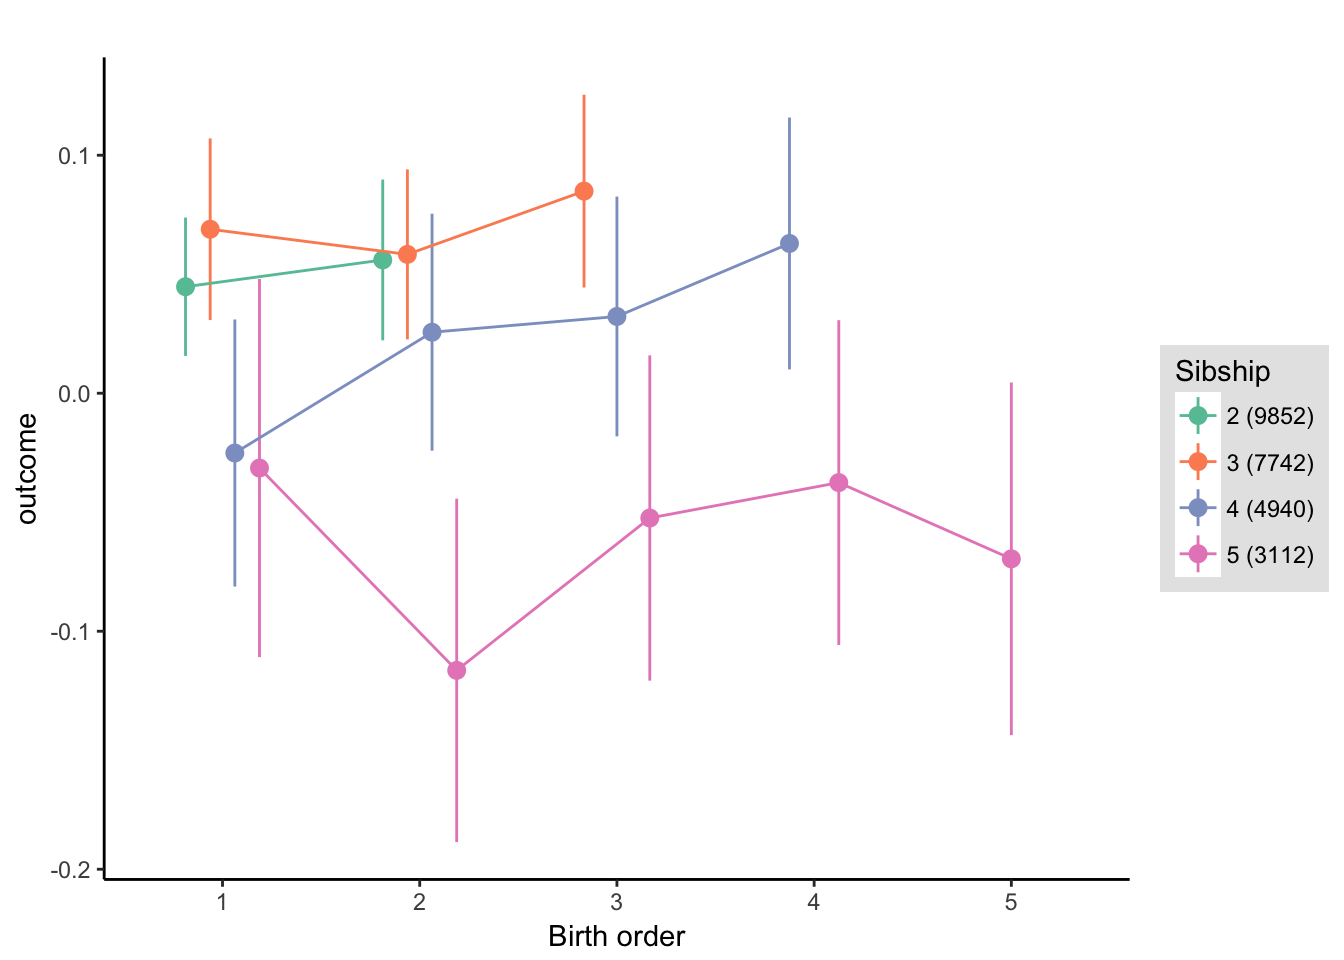 0.1
0.0
-0.1
-0.2
outcome
1 2 3 4 5
Birth order
Sibship
2 (9852)
3 (7742)
4 (4940)
5 (3112)